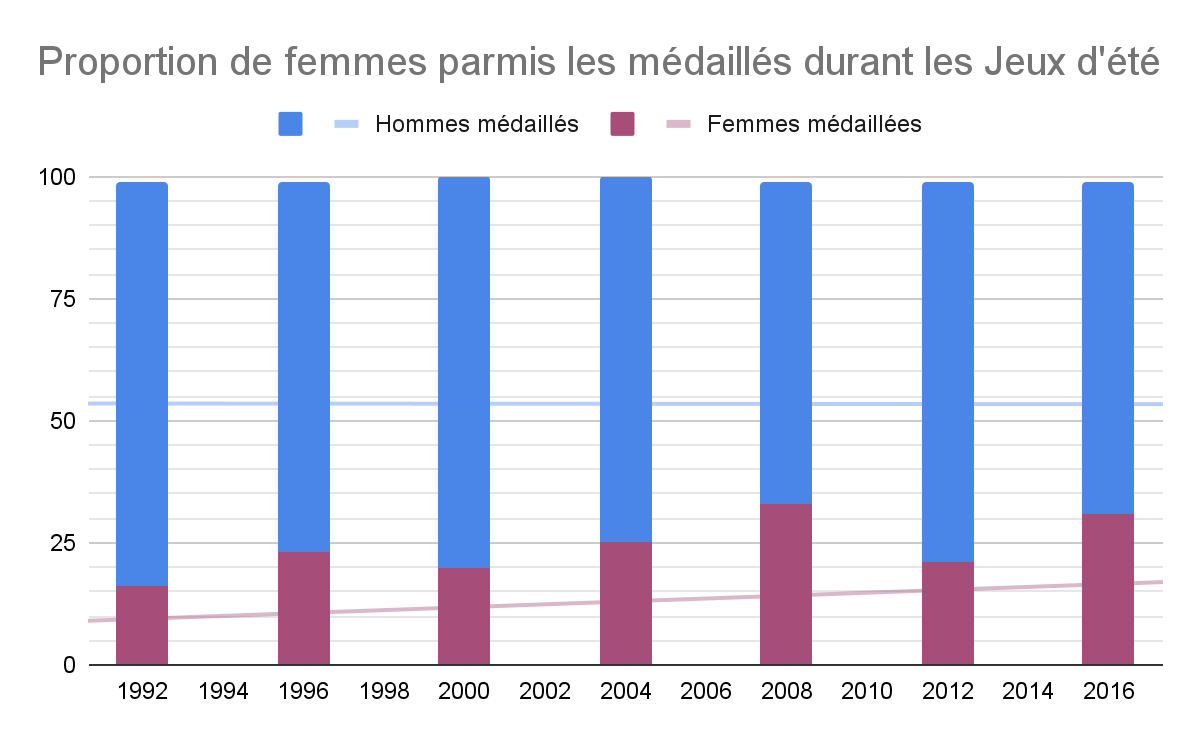 Proportion de femmes parmis les médaillés durant les Jeux d'été
Hommes médaillés Femmes médaillées
100
75
50
25
0
1992 1994 1996 1998 2000 2002 2004 2006 2008 2010 2012 2014 2016